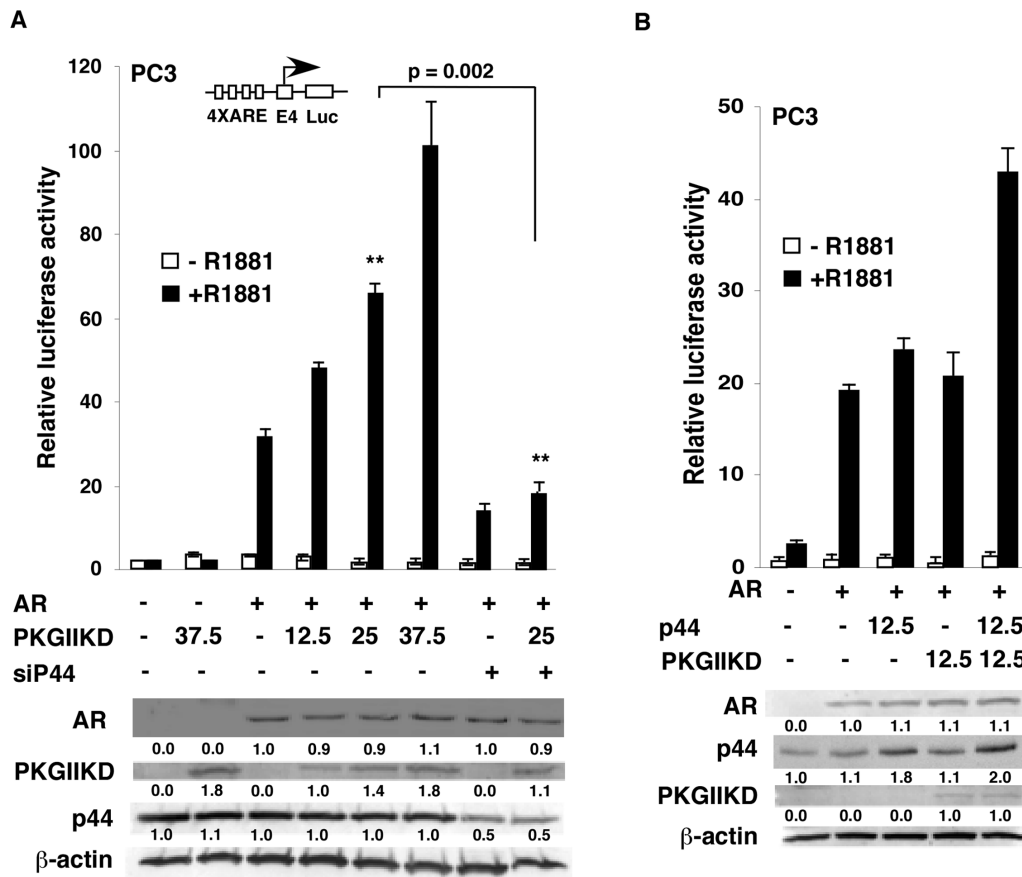 A
PC3
p = 0.002
4XARE E4 Luc
Relative luciferase activity
120
100
80
60
40
20
0
- R1881
+R1881
**
**
AR - - + + + + + +
PKGIIKD - 37.5 - 12.5 25 37.5 - 25
siP44 - - - - - - + +
AR
0.0 0.0 1.0 0.9 0.9 1.1 1.0 0.9
PKGIIKD
0.0 1.8 0.0 1.0 1.4 1.8 0.0 1.1
p44
1.0 1.1 1.0 1.0 1.0 1.0 0.5 0.5
β-actin
B
PC3
Relative luciferase activity
50
40
30
20
10
0
- R1881
+R1881
AR - + + + +
p44 - - 12.5 - 12.5
PKGIIKD - - - 12.5 12.5
AR
0.0 1.0 1.1 1.1 1.1
p44
1.0 1.1 1.8 1.1 2.0
PKGIIKD
0.0 0.0 0.0 1.0 1.0
β-actin